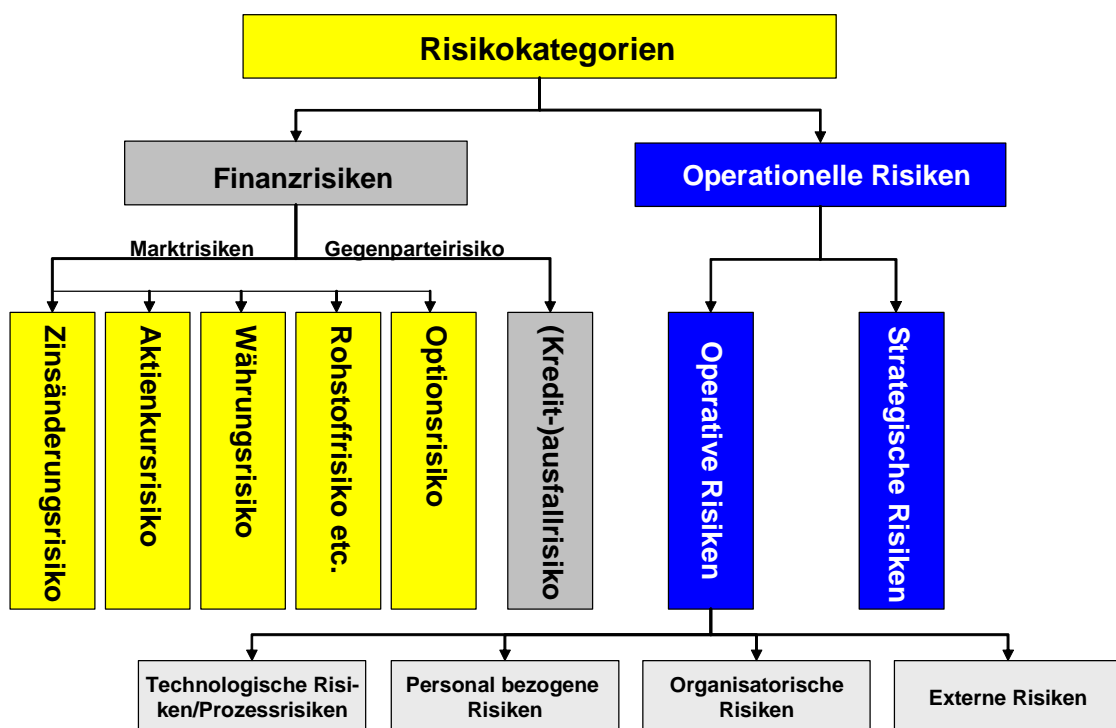 Risikokategorien
Finanzrisiken
Operationelle Risiken
Marktrisiken
Gegenparteirisiko
Zinsänderungsrisiko
Aktienkursrisiko
Währungsrisiko
Rohstoffrisiko etc.
Optionsrisiko
(Kredit-)ausfallrisiko
Operative Risiken
Strategische Risiken
Technologische Risi-
ken/Prozessrisiken
Personal bezogene
Risiken
Organisatorische
Risiken
Externe Risiken